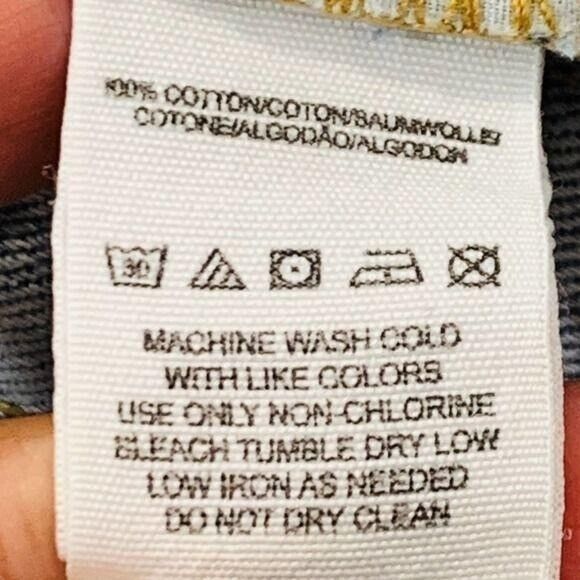 100% COTTON/COTON/BAUMWOLLE/
COTONE/ALGODÃO/ALGODON
30
MACHINE WASH COLD
WITH LIKE COLORS
USE ONLY NON-CHLORINE
BLEACH TUMBLE DRY LOW
LOW IRON AS NEEDED
DO NOT DRY CLEAN